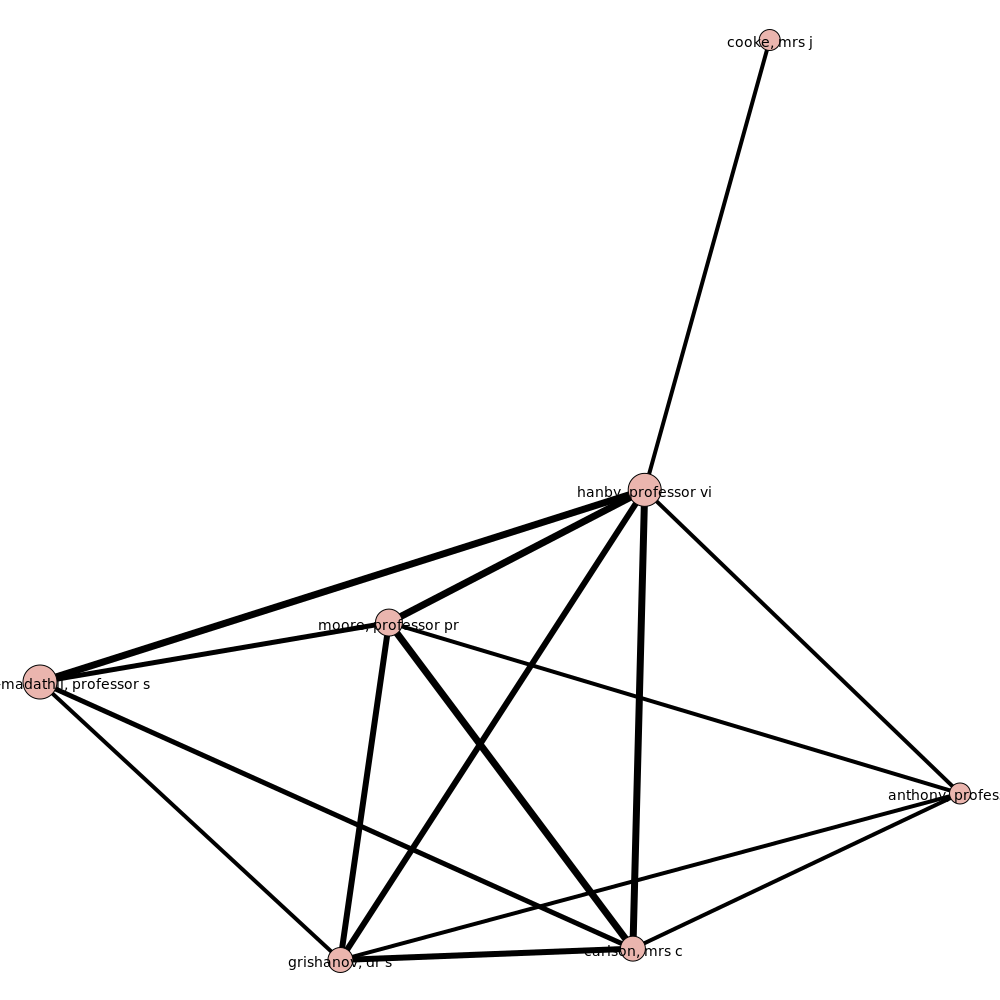 cooke, mrs j
hanby, professor vi
moore, professor pr
-madathil, professor s
anthony, profes
grishanov, dr s
carlson, mrs c